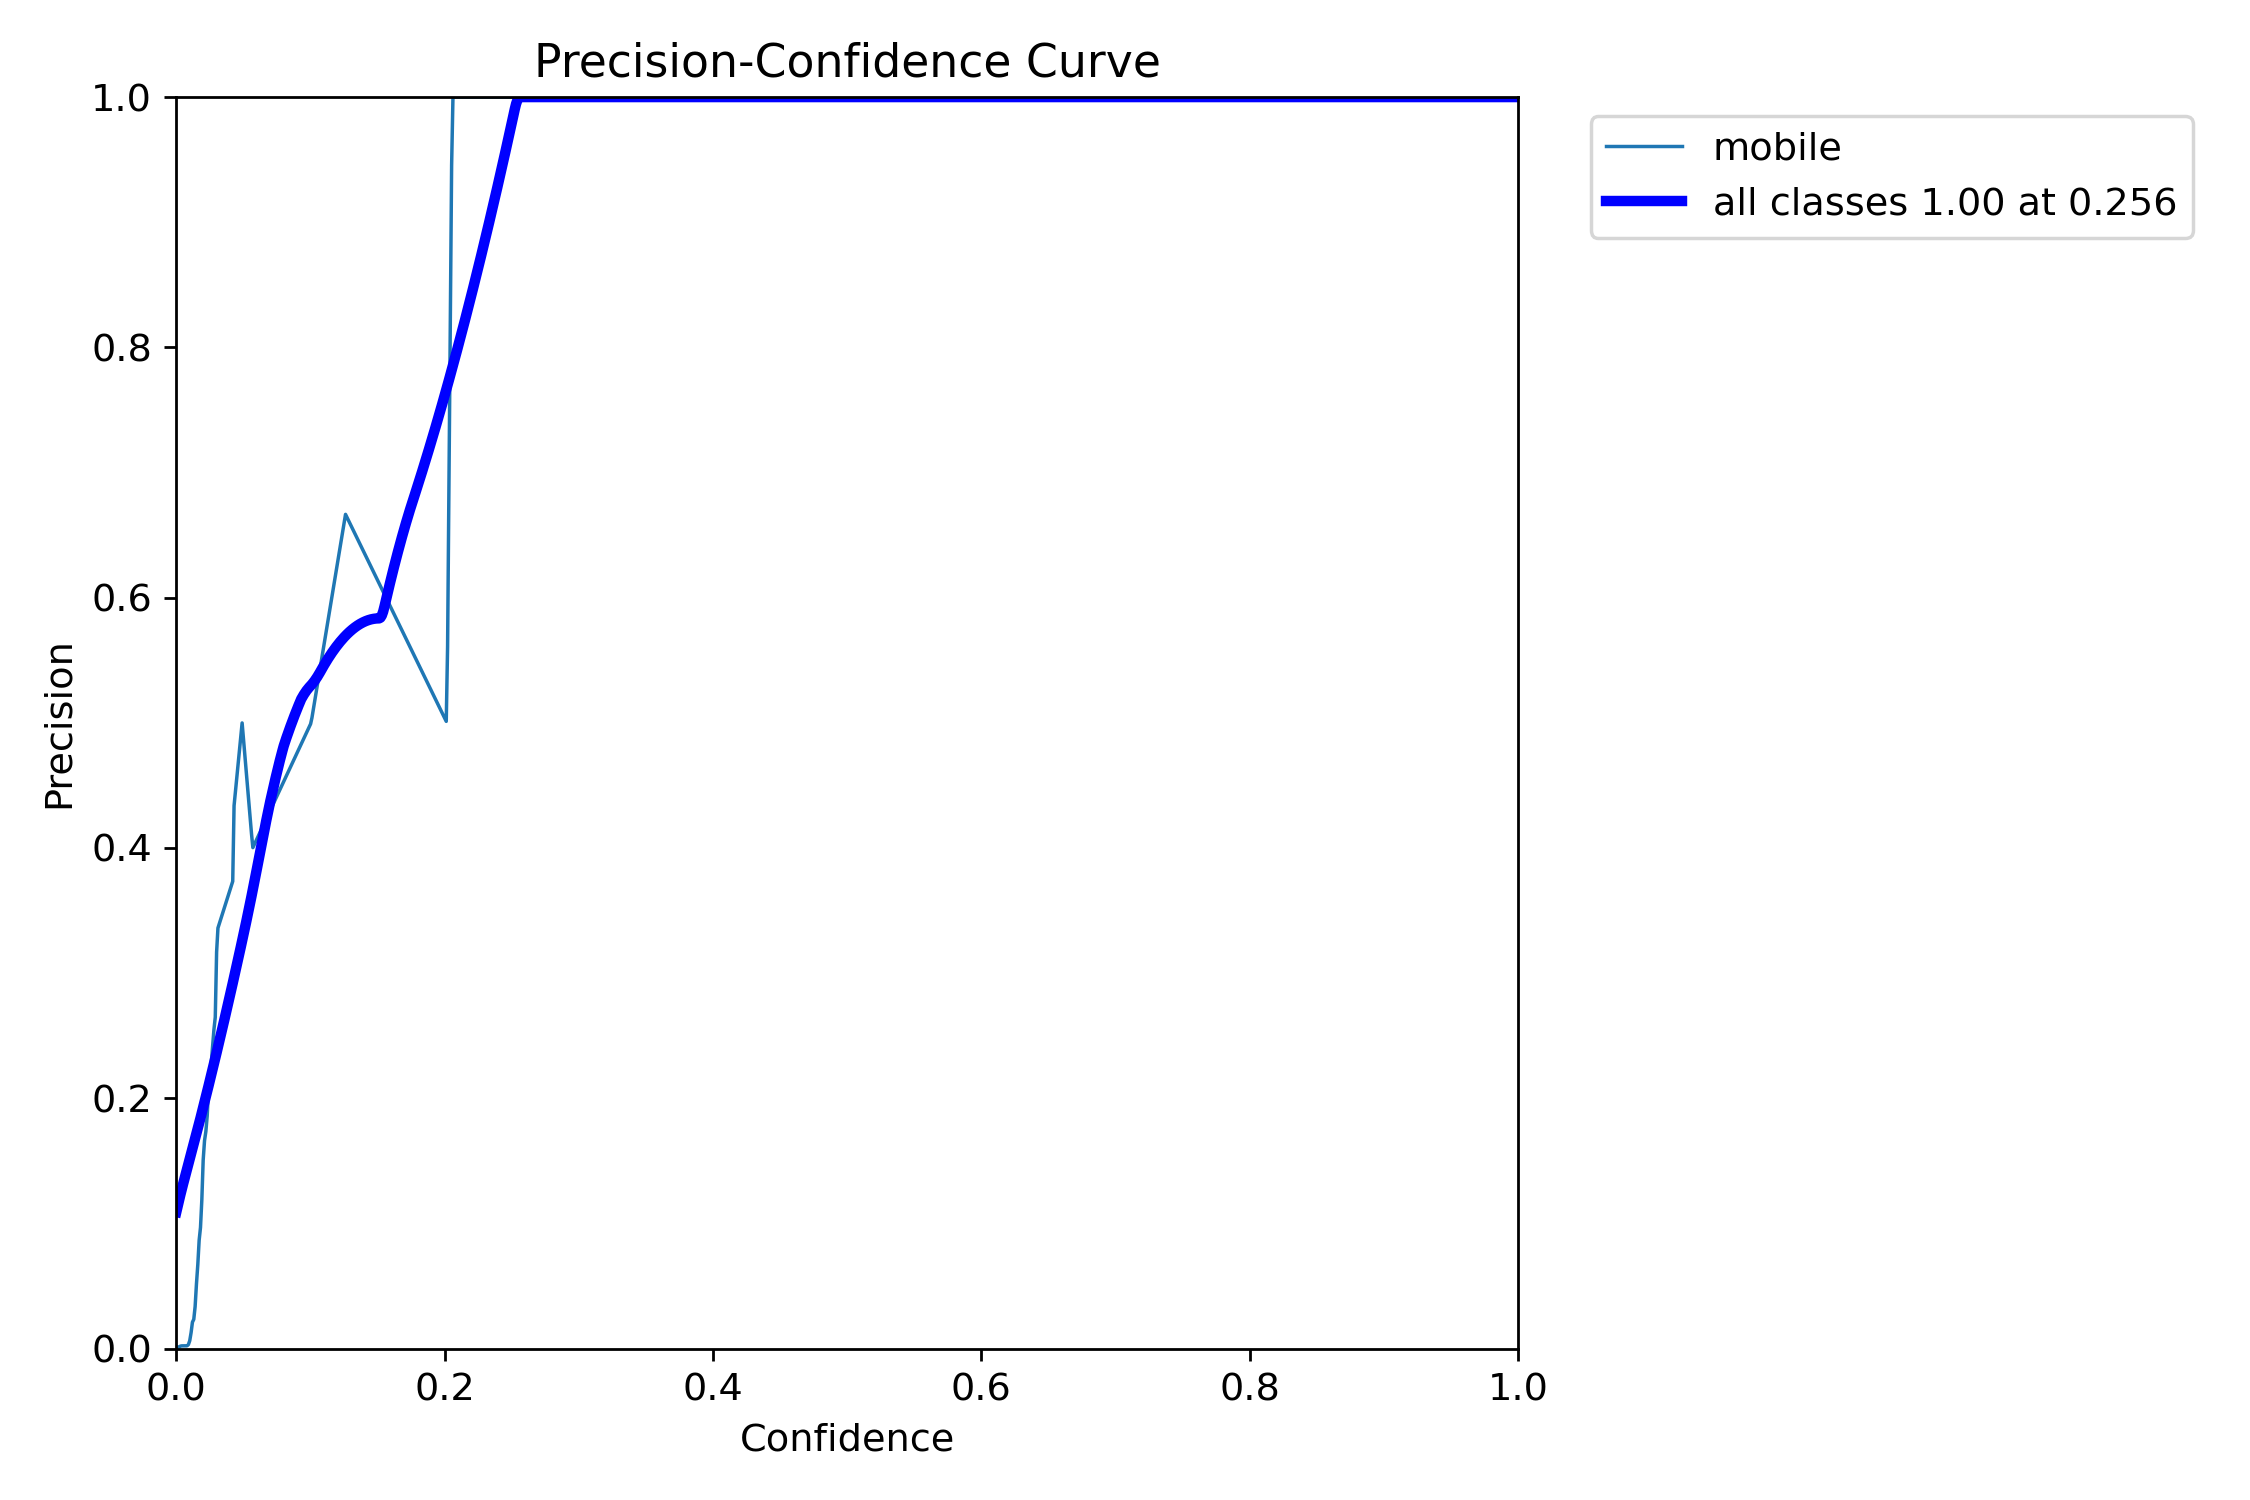 Precision-Confidence Curve
1.0
0.8
0.6
0.4
0.2
0.0
Precision
0.0 0.2 0.4 0.6 0.8 1.0
Confidence
mobile
all classes 1.00 at 0.256